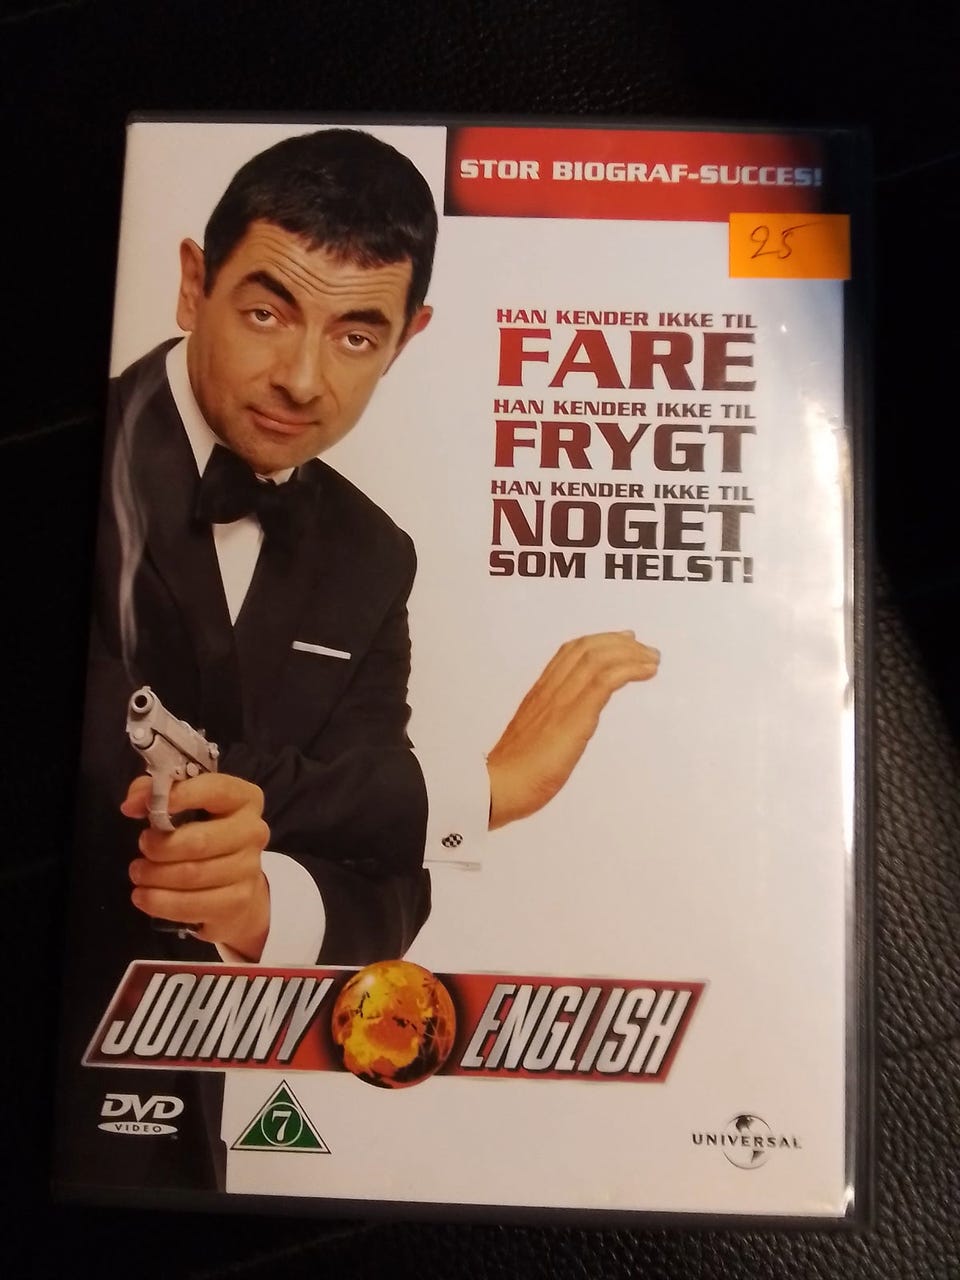 STOR BIOGRAF-SUCCES!
25
HAN KENDER IKKE TIL
FARE
HAN KENDER IKKE TIL
FRYGT
HAN KENDER IKKE TIL
NOGET
SOM HELST!
JOHNNY ENGLISH
DVD
VIDEO
7
UNIVERSAL